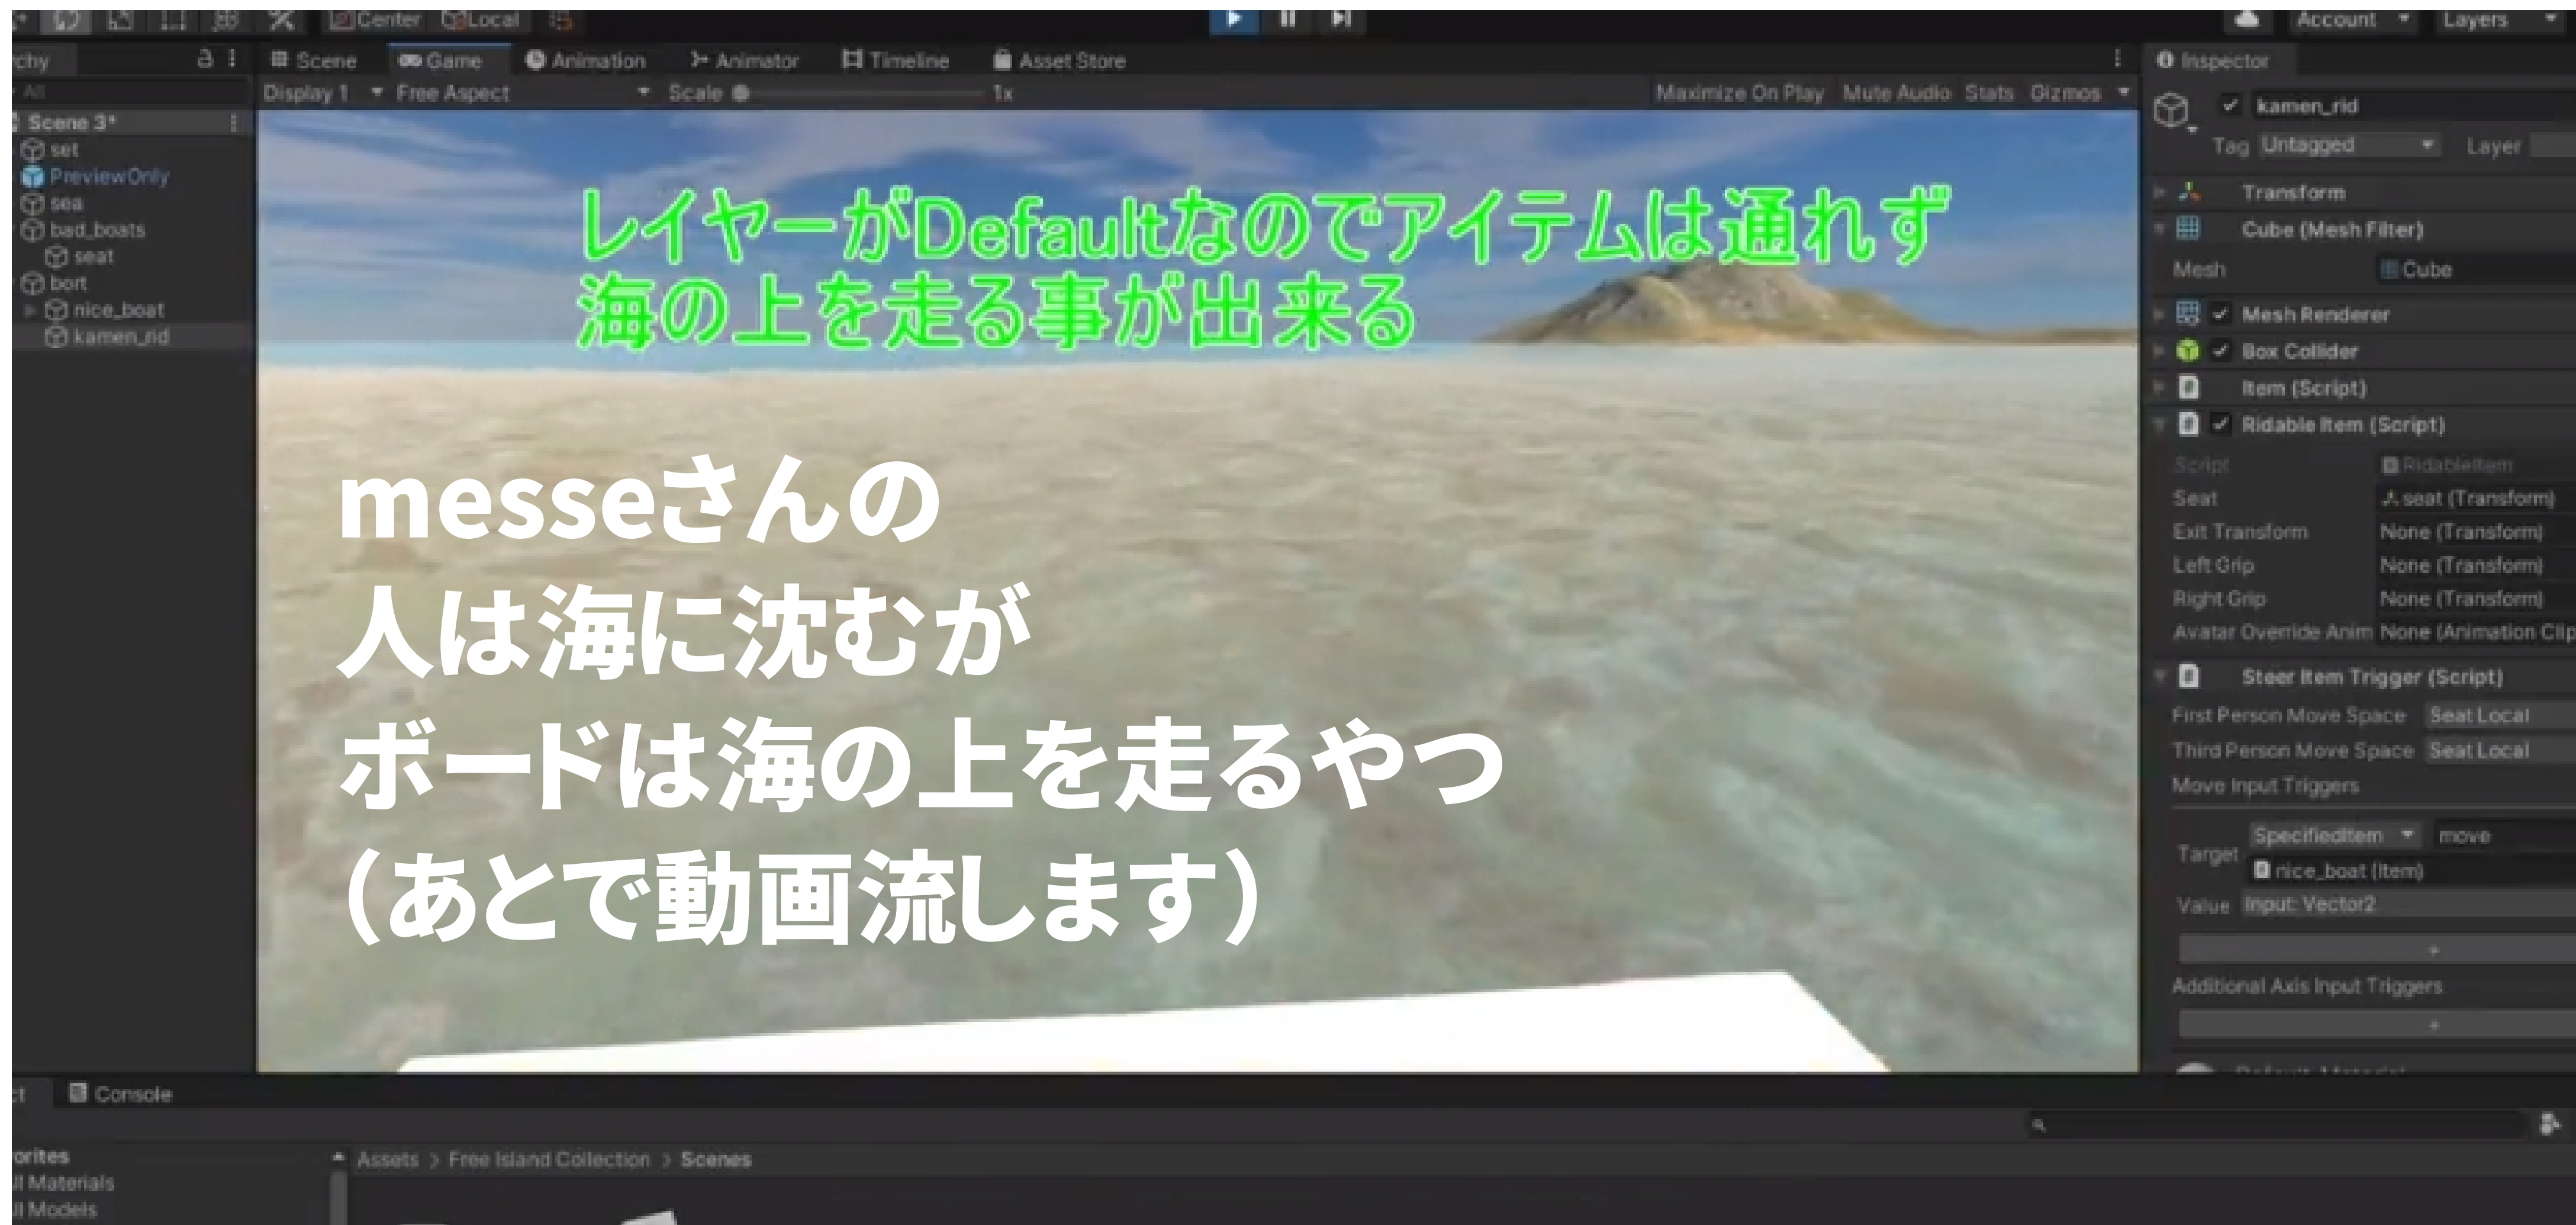 Center Local
Account Layers
Scene Game Animation Animator Timeline Asset Store
Inspector
All
Display 1 Free Aspect Scale 1x
Maximize On Play Mute Audio Stats Gizmos
kamen_rid
Tag Untagged Layer
Scene 3*
set
PreviewOnly
sea
bad_boats
seat
bort
nice_boat
kamen_rid
レイヤーがDefaultなのでアイテムは通れず
海の上を走る事が出来る
messeさんの
人は海に沈むが
ボードは海の上を走るやつ
（あとで動画流します）
Transform
Cube (Mesh Filter)
Mesh Cube
Mesh Renderer
Box Collider
Item (Script)
Ridable Item (Script)
Script RidableItem
Seat seat (Transform)
Exit Transform None (Transform)
Left Grip None (Transform)
Right Grip None (Transform)
Avatar Override Anim None (Animation Clip
Steer Item Trigger (Script)
First Person Move Space Seat Local
Third Person Move Space Seat Local
Move Input Triggers
SpecifiedItem move
Target
nice_boat (Item)
Value Input: Vector2
+
Additional Axis Input Triggers
+
Console
Assets > Free Island Collection > Scenes
Materials
Models